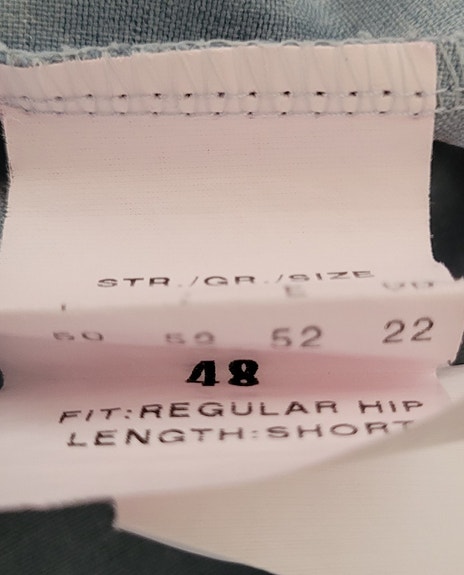 STR./GR./SIZE
52 22
48
FIT:REGULAR HIP
LENGTH:SHORT